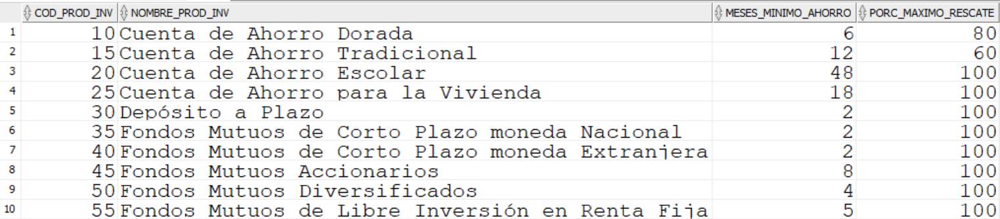 COD_PROD_INV NOMBRE_PROD_INV MESES_MINIMO_AHORRO PORC_MAXIMO_RESCATE
1 10 Cuenta de Ahorro Dorada 6 80
2 15 Cuenta de Ahorro Tradicional 12 60
3 20 Cuenta de Ahorro Escolar 48 100
4 25 Cuenta de Ahorro para la Vivienda 18 100
5 30 Depósito a Plazo 2 100
6 35 Fondos Mutuos de Corto Plazo moneda Nacional 2 100
7 40 Fondos Mutuos de Corto Plazo moneda Extranjera 2 100
8 45 Fondos Mutuos Accionarios 8 100
9 50 Fondos Mutuos Diversificados 4 100
10 55 Fondos Mutuos de Libre Inversión en Renta Fija 5 100